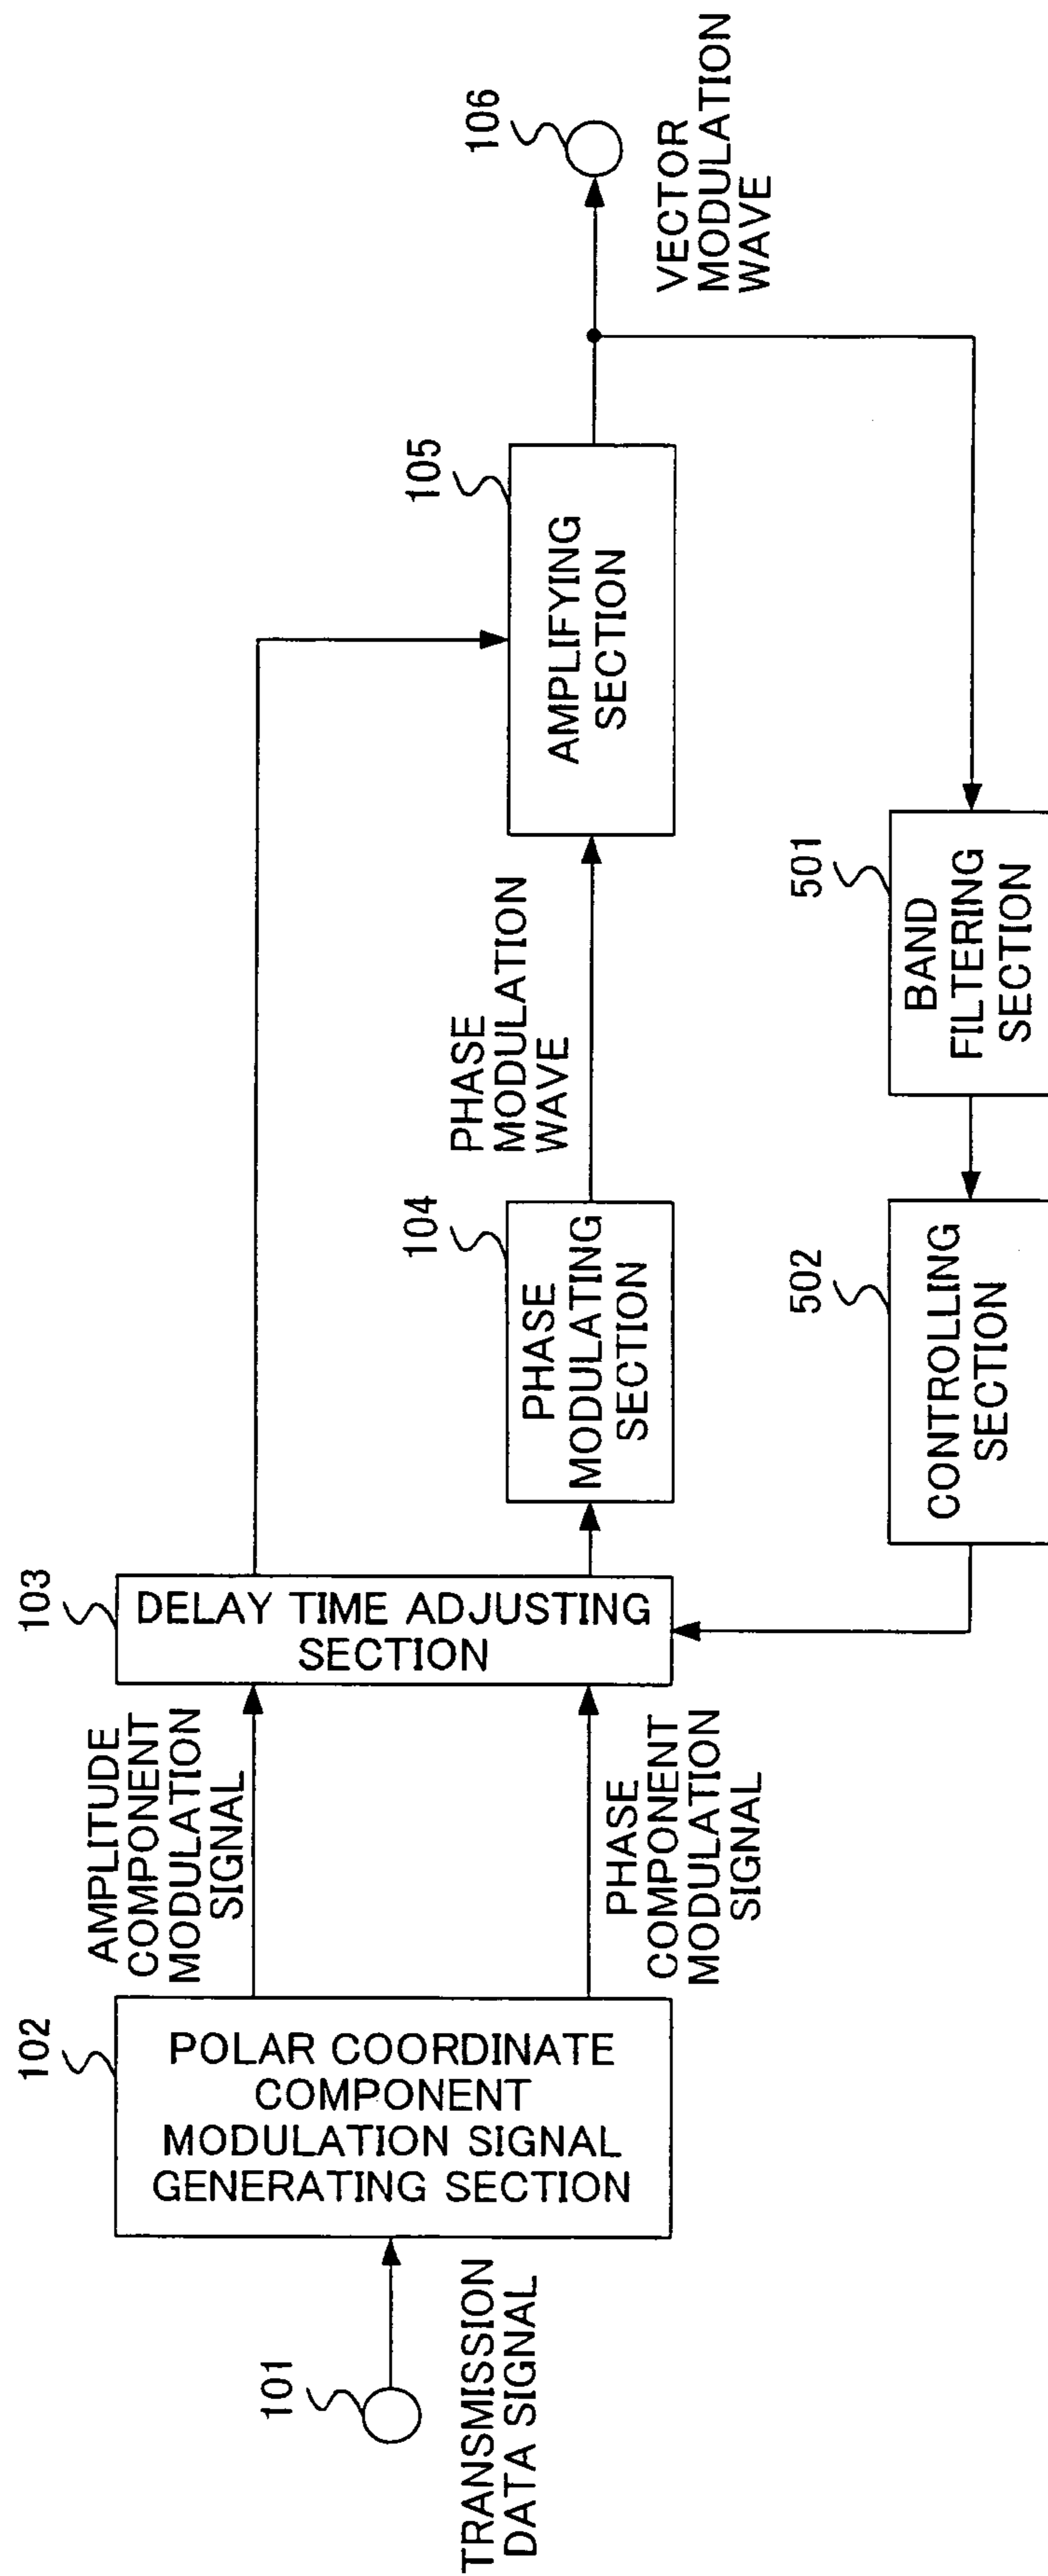 101
TRANSMISSION
DATA SIGNAL
102
POLAR COORDINATE
COMPONENT
MODULATION SIGNAL
GENERATING SECTION
AMPLITUDE
COMPONENT
MODULATION
SIGNAL
PHASE
COMPONENT
MODULATION
SIGNAL
103
DELAY TIME ADJUSTING
SECTION
104
PHASE
MODULATING
SECTION
PHASE
MODULATION
WAVE
105
AMPLIFYING
SECTION
106
VECTOR
MODULATION
WAVE
502
CONTROLLING
SECTION
501
BAND
FILTERING
SECTION